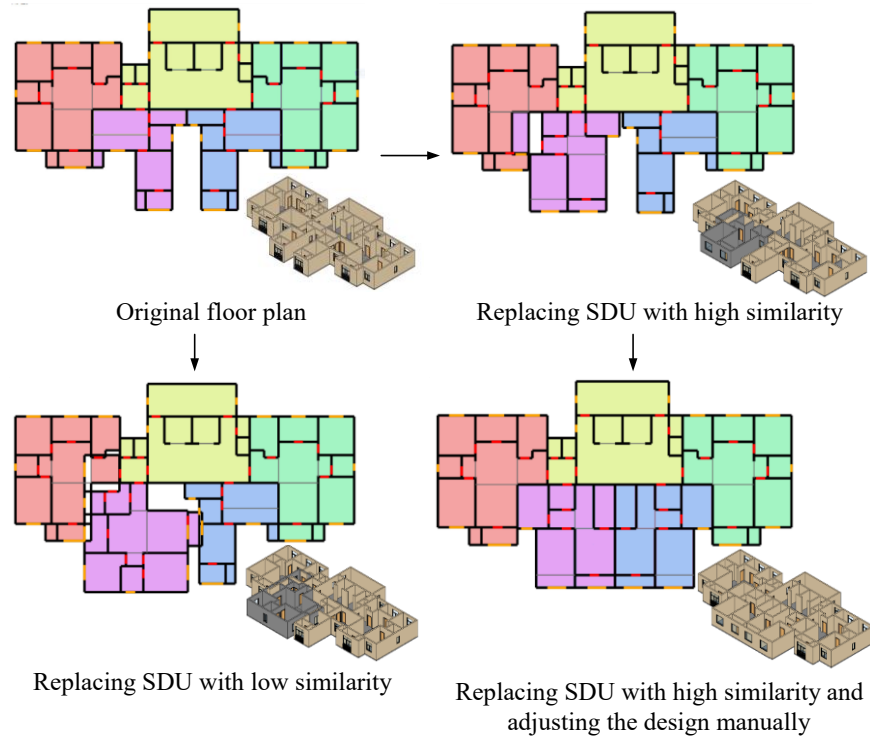 Original floor plan
Replacing SDU with high similarity
Replacing SDU with low similarity
Replacing SDU with high similarity and
adjusting the design manually